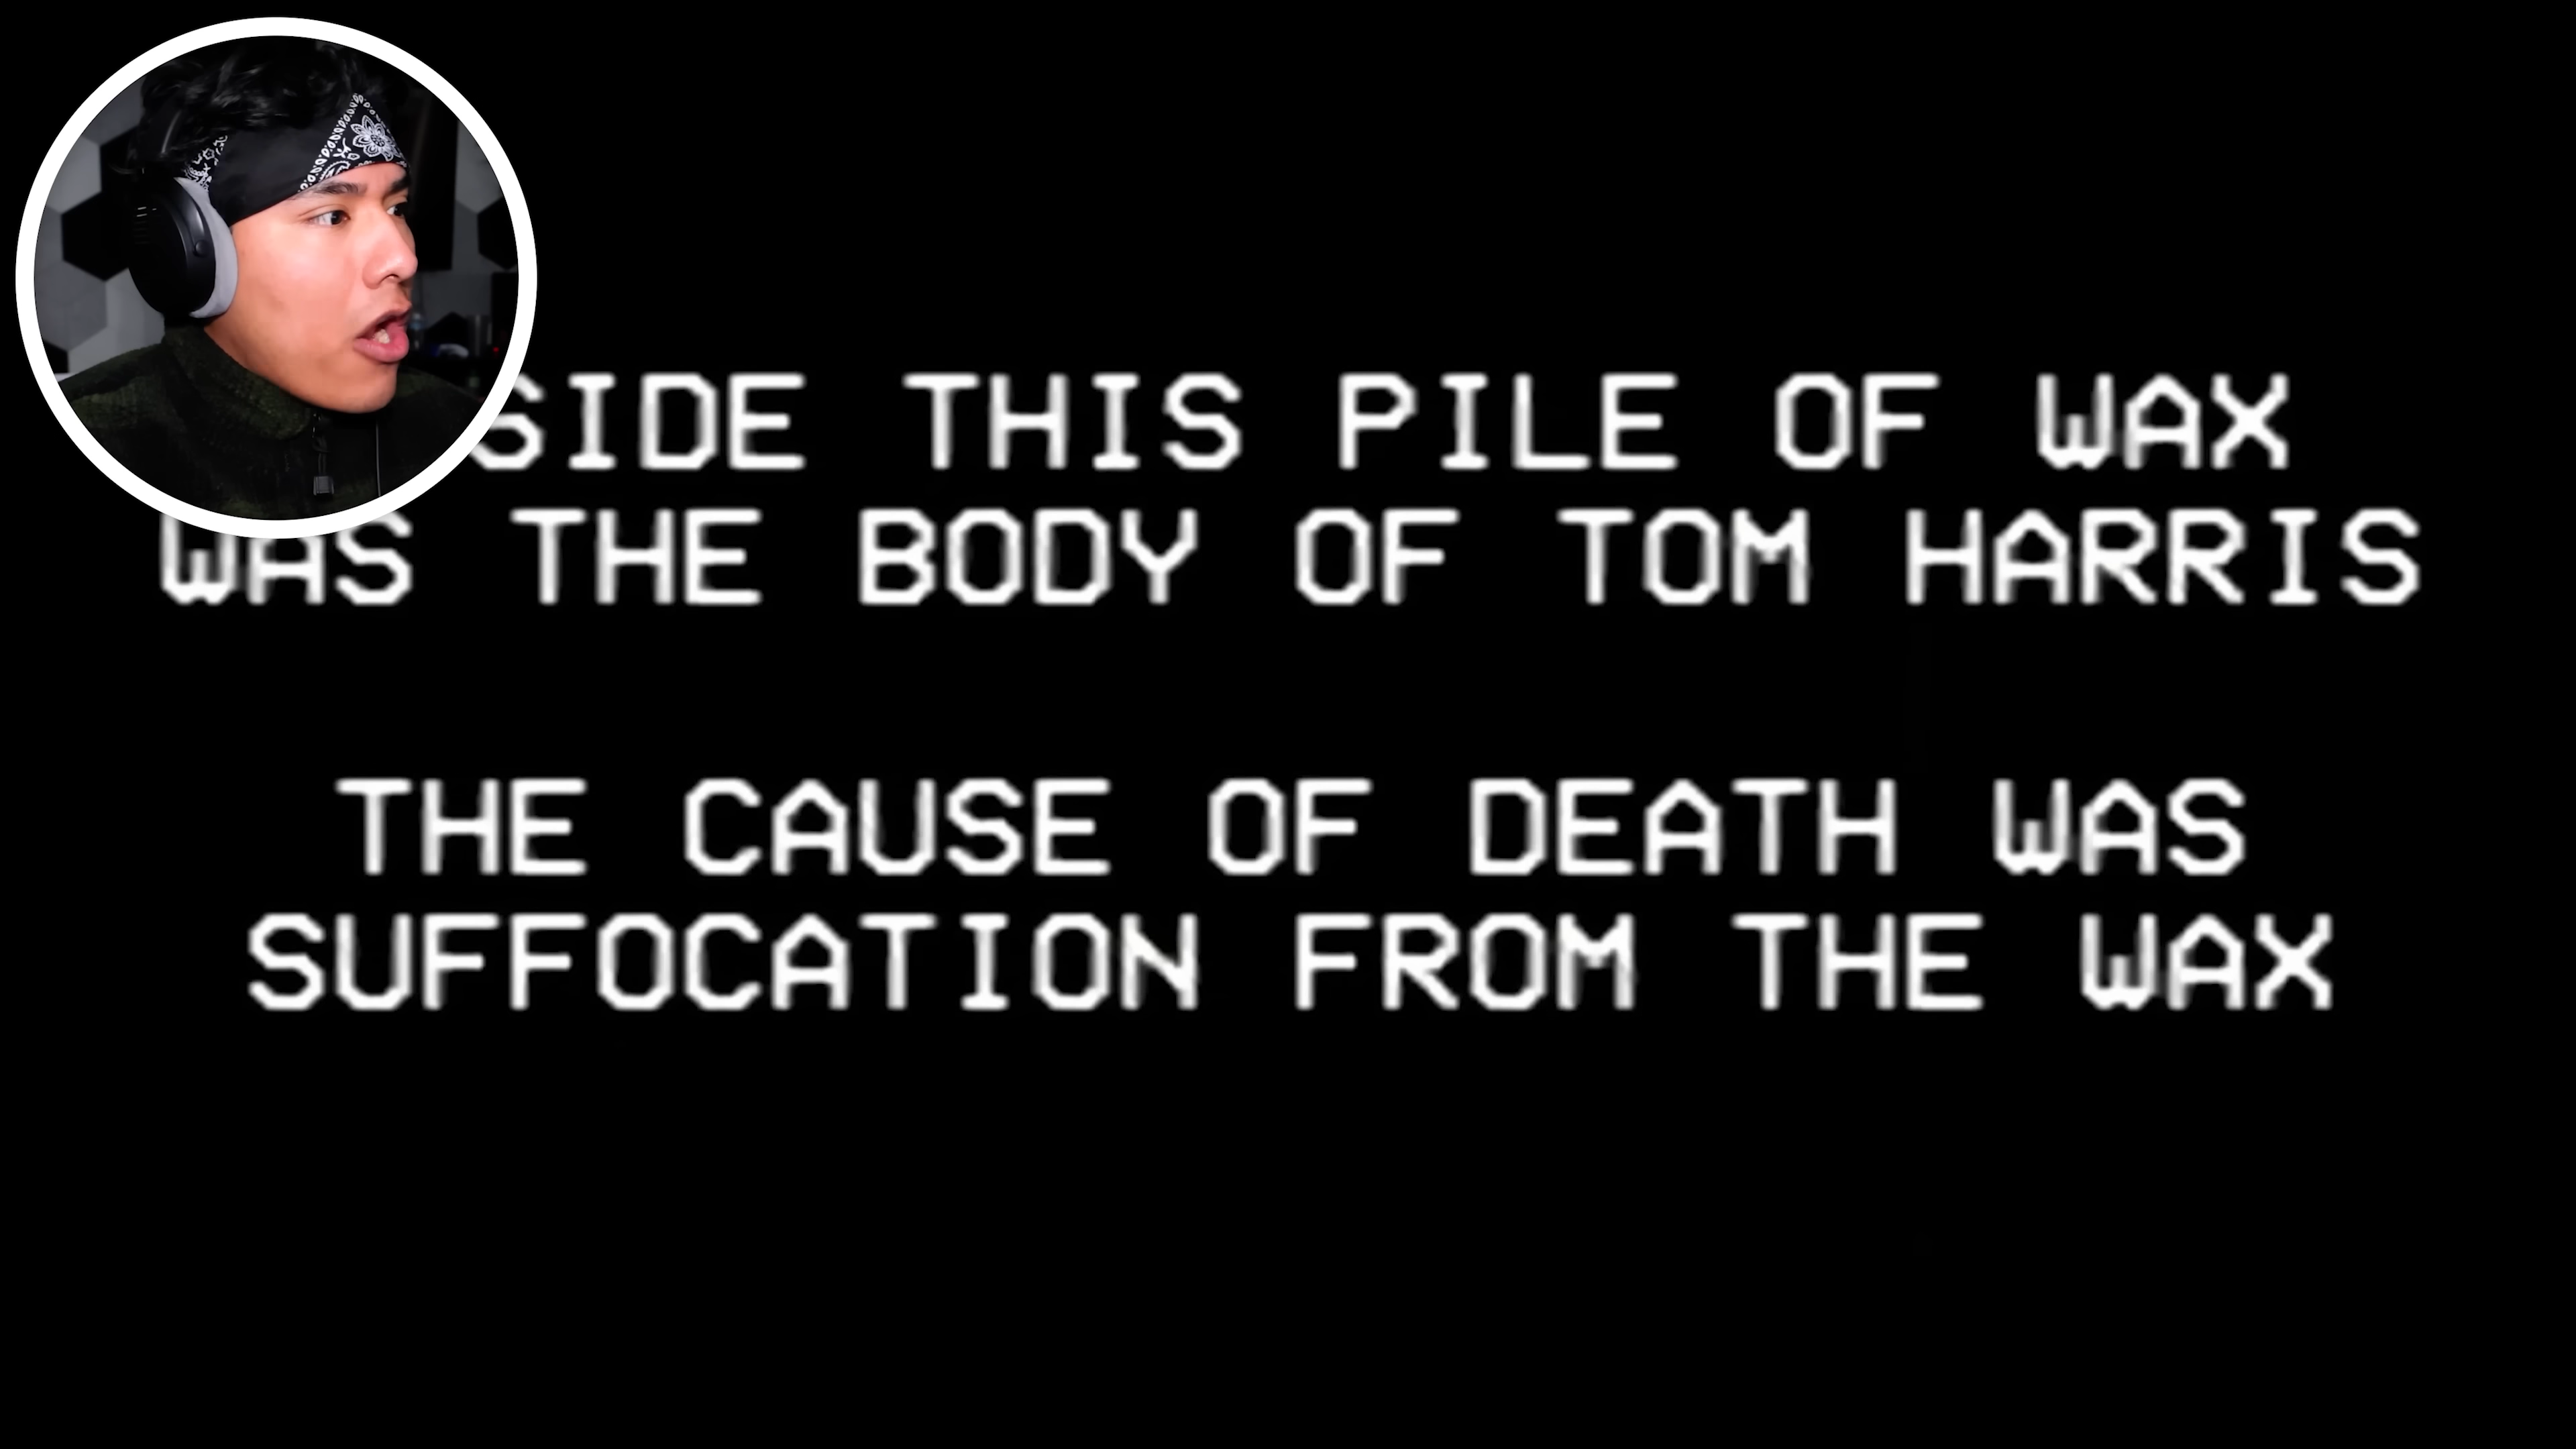 SIDE THIS PILE OF WAX
WAS THE BODY OF TOM HARRIS
THE CAUSE OF DEATH WAS
SUFFOCATION FROM THE WAX